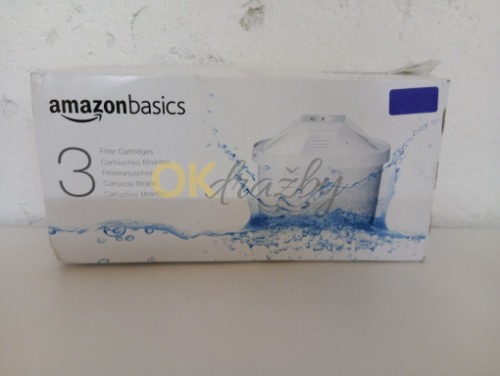 amazonbasics
3
Filter Cartridges
Cartouches filtrantes
Filterkartuschen
Cartucce filtranti
Cartuchos filtrantes
OKdražby